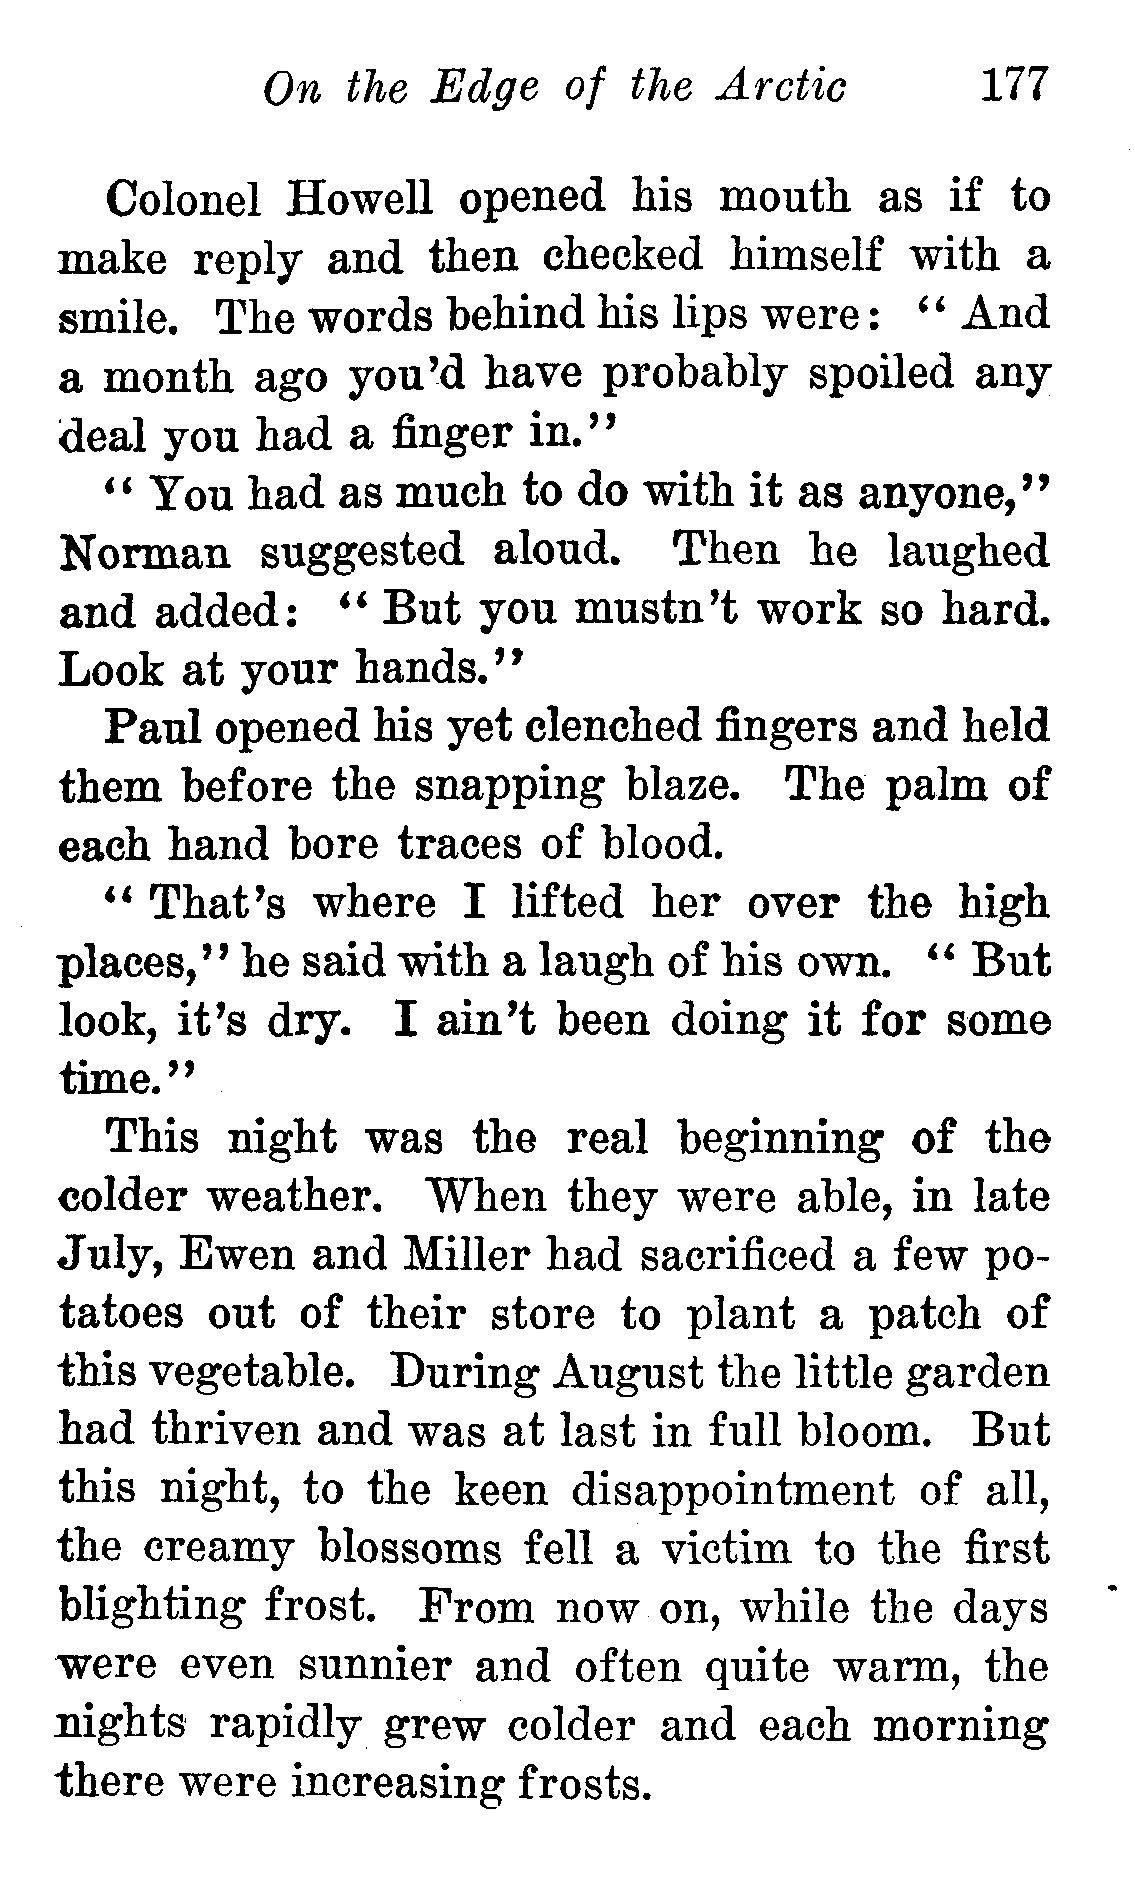 On the Edge of the Arctic 177
Colonel Howell opened his mouth as if to
make reply and then checked himself with a
smile. The words behind his lips were: “ And
a month ago you’d have probably spoiled any
deal you had a finger in.”
“ You had as much to do with it as anyone,”
Norman suggested aloud. Then he laughed
and added: “ But you mustn’t work so hard.
Look at your hands.”
Paul opened his yet clenched fingers and held
them before the snapping blaze. The palm of
each hand bore traces of blood.
“ That’s where I lifted her over the high
places,” he said with a laugh of his own. “ But
look, it’s dry. I ain’t been doing it for some
time.”
This night was the real beginning of the
colder weather. When they were able, in late
July, Ewen and Miller had sacrificed a few po-
tatoes out of their store to plant a patch of
this vegetable. During August the little garden
had thriven and was at last in full bloom. But
this night, to the keen disappointment of all,
the creamy blossoms fell a victim to the first
blighting frost. From now on, while the days
were even sunnier and often quite warm, the
nights rapidly grew colder and each morning
there were increasing frosts.